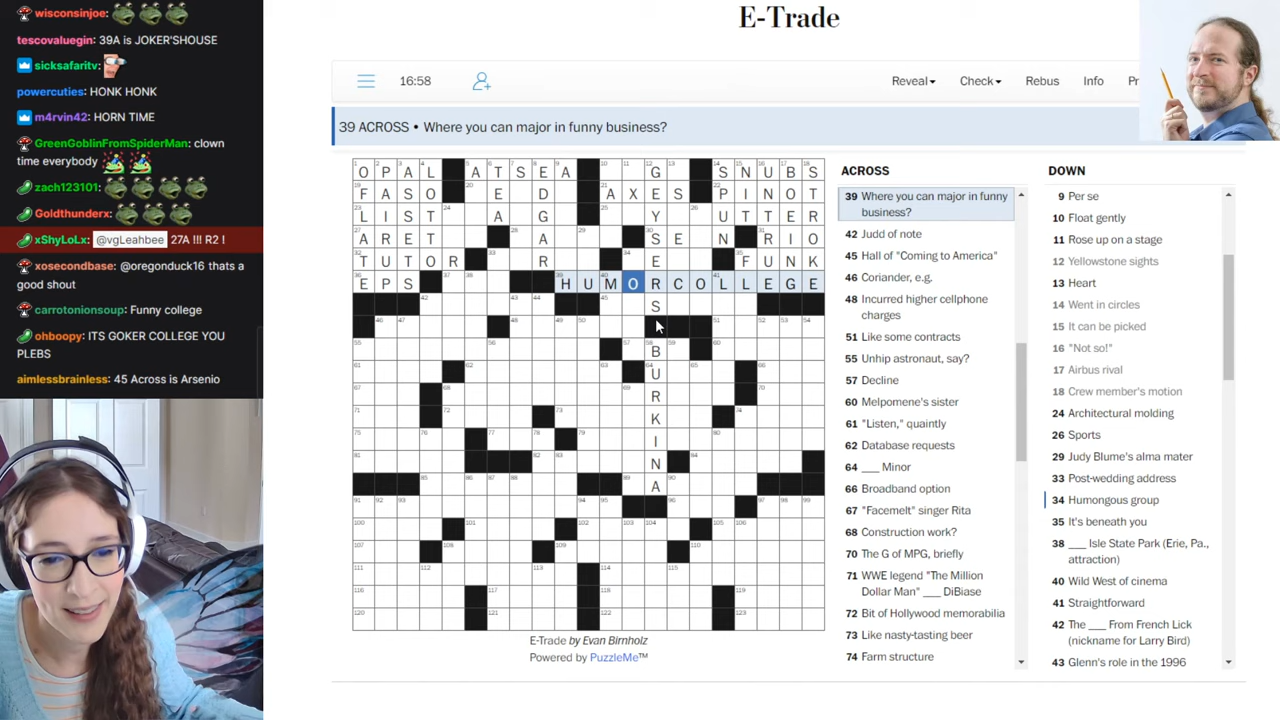 wisconsinjoe:
tescovaluegin: 39A is JOKER'SHOUSE
sicksafaritv:
powercuties: HONK HONK
m4rvin42: HORN TIME
GreenGoblinFromSpiderMan: clown
time everybody
zach123101:
Goldthunderx:
xShyLoLx: @vgLeahbee 27A !!! R2 !
xosecondbase: @oregonduck16 thats a
good shout
carrotonionsoup: Funny college
ohboopy: ITS GOKER COLLEGE YOU
PLEBS
aimlessbrainless: 45 Across is Arsenio
E-Trade
16:58
Reveal
Check
Rebus
Info
Pr
39 ACROSS • Where you can major in funny business?
OPAL ATSEA G SNUBS
FASO E D AXES PINOT
LIST A G Y UTTER
ARET A SE N RIO
TUTOR R E FUNK
EPS HUMORCOLLEGE
S
B
U
R
K
I
N
A
E-Trade by Evan Birnholz
Powered by PuzzleMe™
ACROSS
39 Where you can major in funny
business?
42 Judd of note
45 Hall of "Coming to America"
46 Coriander, e.g.
48 Incurred higher cellphone
charges
51 Like some contracts
55 Unhip astronaut, say?
57 Decline
60 Melpomene's sister
61 "Listen," quaintly
62 Database requests
64 ___ Minor
66 Broadband option
67 "Facemelt" singer Rita
68 Construction work?
70 The G of MPG, briefly
71 WWE legend "The Million
Dollar Man" ___ DiBiase
72 Bit of Hollywood memorabilia
73 Like nasty-tasting beer
74 Farm structure
DOWN
9 Per se
10 Float gently
11 Rose up on a stage
12 Yellowstone sights
13 Heart
14 Went in circles
15 It can be picked
16 "Not so!"
17 Airbus rival
18 Crew member's motion
24 Architectural molding
26 Sports
29 Judy Blume's alma mater
33 Post-wedding address
34 Humongous group
35 It's beneath you
38 ___ Isle State Park (Erie, Pa.,
attraction)
40 Wild West of cinema
41 Straightforward
42 The ___ From French Lick
(nickname for Larry Bird)
43 Glenn's role in the 1996